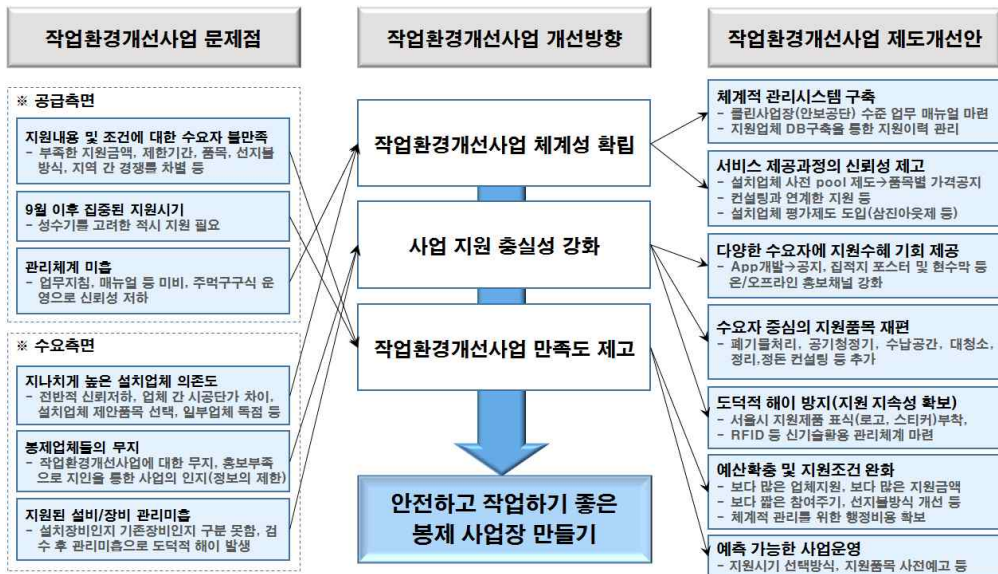 작업환경개선사업 문제점
※ 공급측면
지원내용 및 조건에 대한 수요자 불만족
- 부족한 지원금액, 제한기간, 품목, 선지불
방식, 지역 간 경쟁률 차별 등
9월 이후 집중된 지원시기
- 성수기를 고려한 적시 지원 필요
관리체계 미흡
- 업무지침, 매뉴얼 등 미비, 주먹구구식 운
영으로 신뢰성 저하
※ 수요측면
지나치게 높은 설치업체 의존도
- 전반적 신뢰저하, 업체 간 시공단가 차이,
설치업체 제안품목 선택, 일부업체 독점 등
봉제업체들의 무지
- 작업환경개선사업에 대한 무지, 홍보부족
으로 지인을 통한 사업의 인지(정보의 제한)
지원된 설비/장비 관리미흡
- 설치장비인지 기존장비인지 구분 못함, 검
수 후 관리미흡으로 도덕적 해이 발생
작업환경개선사업 개선방향
작업환경개선사업 체계성 확립
사업 지원 충실성 강화
작업환경개선사업 만족도 제고
안전하고 작업하기 좋은
봉제 사업장 만들기
작업환경개선사업 제도개선안
체계적 관리시스템 구축
- 클린사업장(안보공단) 수준 업무 매뉴얼 마련
- 지원업체 DB구축을 통한 지원이력 관리
서비스 제공과정의 신뢰성 제고
- 설치업체 사전 pool 제도→품목별 가격공지
- 컨설팅과 연계한 지원 등
- 설치업체 평가제도 도입(삼진아웃제 등)
다양한 수요자에 지원수혜 기회 제공
- App개발→공지, 집적지 포스터 및 현수막 등
온/오프라인 홍보채널 강화
수요자 중심의 지원품목 재편
- 폐기물처리, 공기청정기, 수납공간, 대청소,
정리,정돈 컨설팅 등 추가
도덕적 해이 방지(지원 지속성 확보)
- 서울시 지원제품 표식(로고, 스티커)부착,
- RFID 등 신기술활용 관리체계 마련
예산확충 및 지원조건 완화
- 보다 많은 업체지원, 보다 많은 지원금액
- 보다 짧은 참여주기, 선지불방식 개선 등
- 체계적 관리를 위한 행정비용 확보
예측 가능한 사업운영
- 지원시기 선택방식, 지원품목 사전예고 등